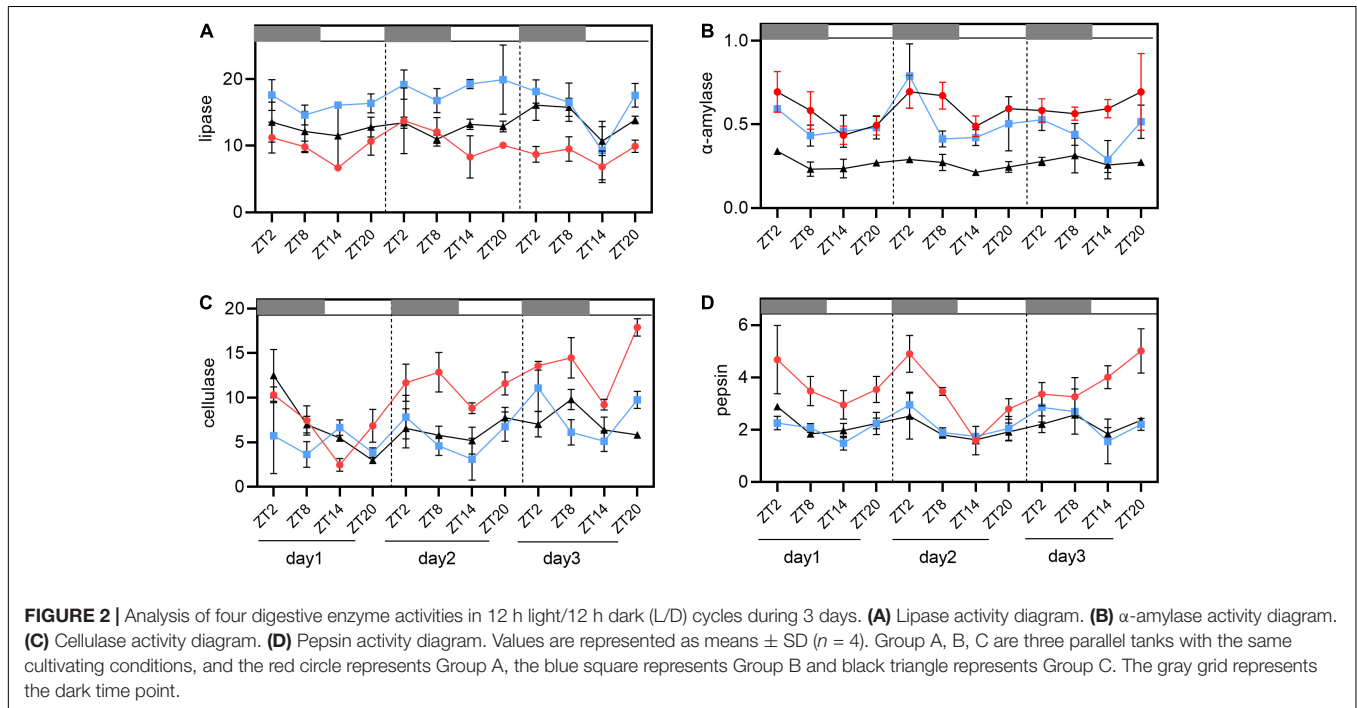 A
lipase
20
10
0
ZT2 ZT8 ZT14 ZT20 ZT2 ZT8 ZT14 ZT20 ZT2 ZT8 ZT14 ZT20
B
α-amylase
1.0
0.5
0.0
ZT2 ZT8 ZT14 ZT20 ZT2 ZT8 ZT14 ZT20 ZT2 ZT8 ZT14 ZT20
C
cellulase
20
15
10
5
0
ZT2 ZT8 ZT14 ZT20 ZT2 ZT8 ZT14 ZT20 ZT2 ZT8 ZT14 ZT20
day1 day2 day3
D
pepsin
6
4
2
0
ZT2 ZT8 ZT14 ZT20 ZT2 ZT8 ZT14 ZT20 ZT2 ZT8 ZT14 ZT20
day1 day2 day3
FIGURE 2 | Analysis of four digestive enzyme activities in 12 h light/12 h dark (L/D) cycles during 3 days. (A) Lipase activity diagram. (B) α-amylase activity diagram.
(C) Cellulase activity diagram. (D) Pepsin activity diagram. Values are represented as means ± SD (n = 4). Group A, B, C are three parallel tanks with the same
cultivating conditions, and the red circle represents Group A, the blue square represents Group B and black triangle represents Group C. The gray grid represents
the dark time point.